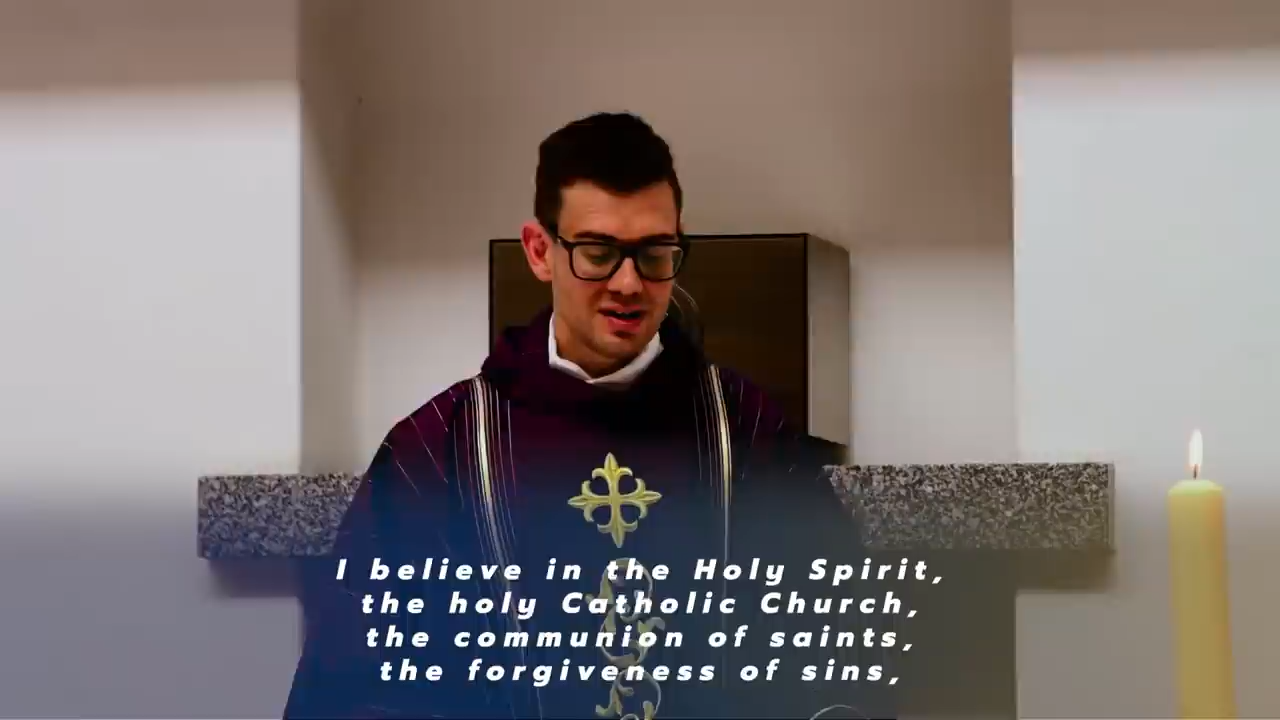 I believe in the Holy Spirit,
the holy Catholic Church,
the communion of saints,
the forgiveness of sins,